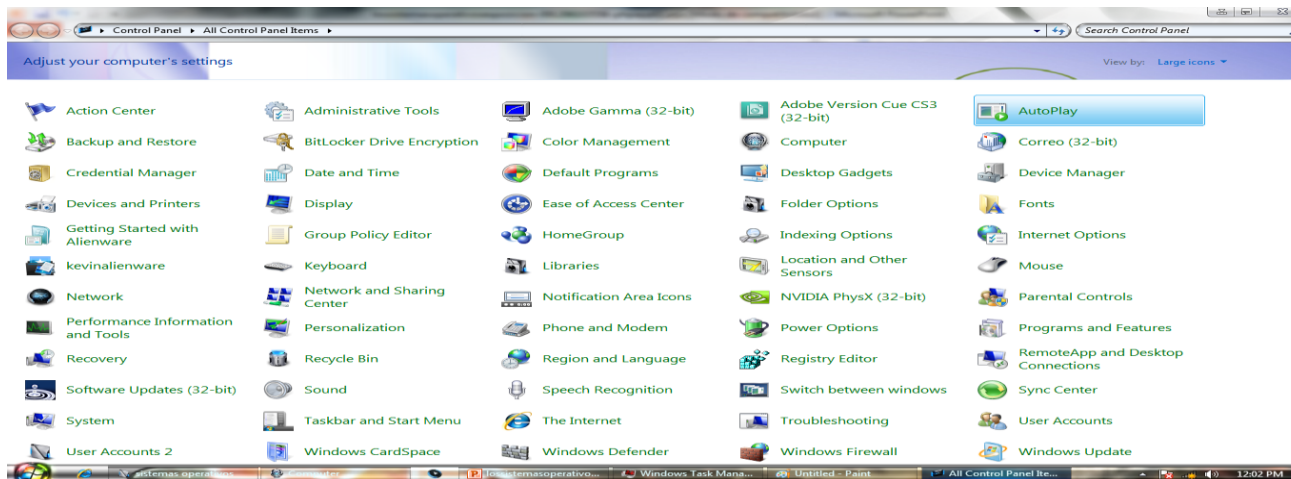 Control Panel ▸ All Control Panel Items ▸
Search Control Panel
Adjust your computer's settings
View by: Large icons
Action Center
Administrative Tools
Adobe Gamma (32-bit)
Adobe Version Cue CS3
(32-bit)
AutoPlay
Backup and Restore
BitLocker Drive Encryption
Color Management
Computer
Correo (32-bit)
Credential Manager
Date and Time
Default Programs
Desktop Gadgets
Device Manager
Devices and Printers
Display
Ease of Access Center
Folder Options
Fonts
Getting Started with
Alienware
Group Policy Editor
HomeGroup
Indexing Options
Internet Options
kevinalienware
Keyboard
Libraries
Location and Other
Sensors
Mouse
Network
Network and Sharing
Center
Notification Area Icons
NVIDIA PhysX (32-bit)
Parental Controls
Performance Information
and Tools
Personalization
Phone and Modem
Power Options
Programs and Features
Recovery
Recycle Bin
Region and Language
Registry Editor
RemoteApp and Desktop
Connections
Software Updates (32-bit)
Sound
Speech Recognition
Switch between windows
Sync Center
System
Taskbar and Start Menu
The Internet
Troubleshooting
User Accounts
User Accounts 2
Windows CardSpace
Windows Defender
Windows Firewall
Windows Update
sistemas operativos
Computer
lossistemasoperativo...
Windows Task Mana...
Untitled - Paint
All Control Panel Ite...
12:02 PM